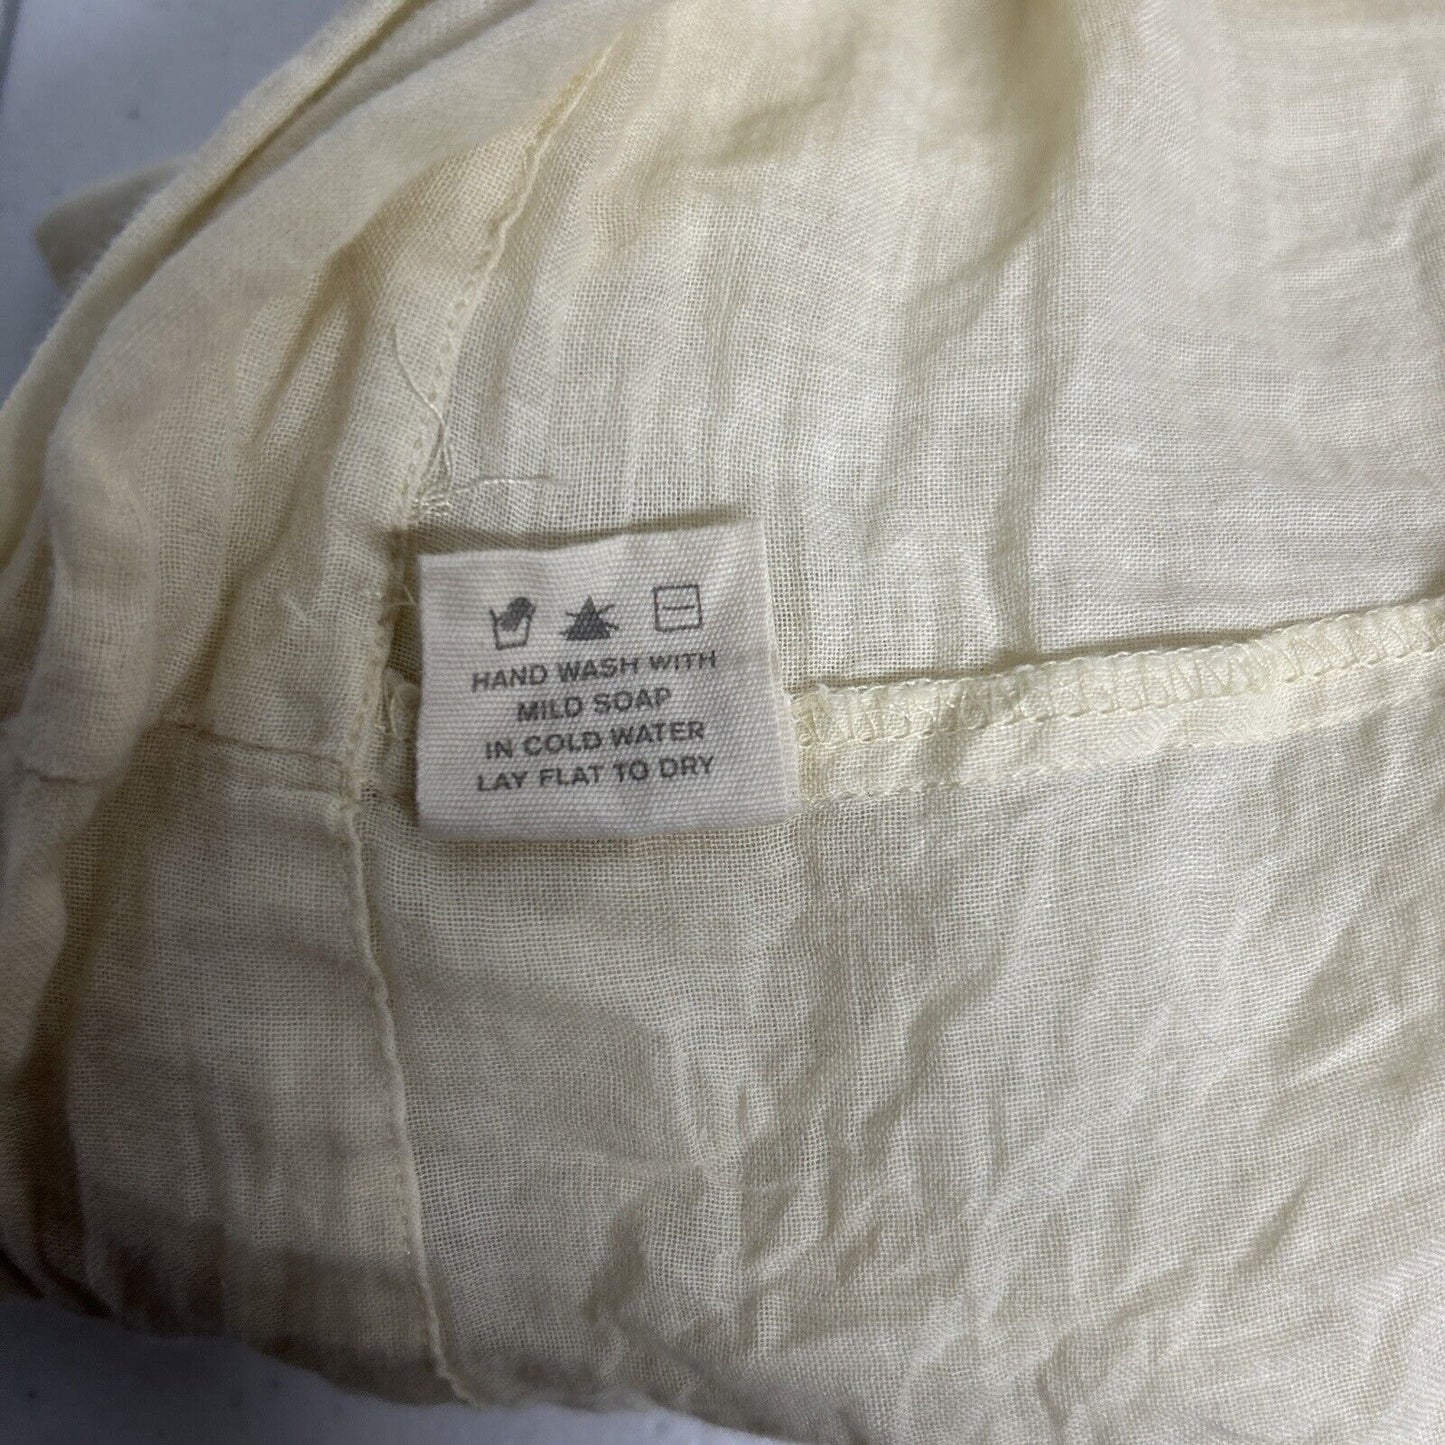 HAND WASH WITH
MILD SOAP
IN COLD WATER
LAY FLAT TO DRY